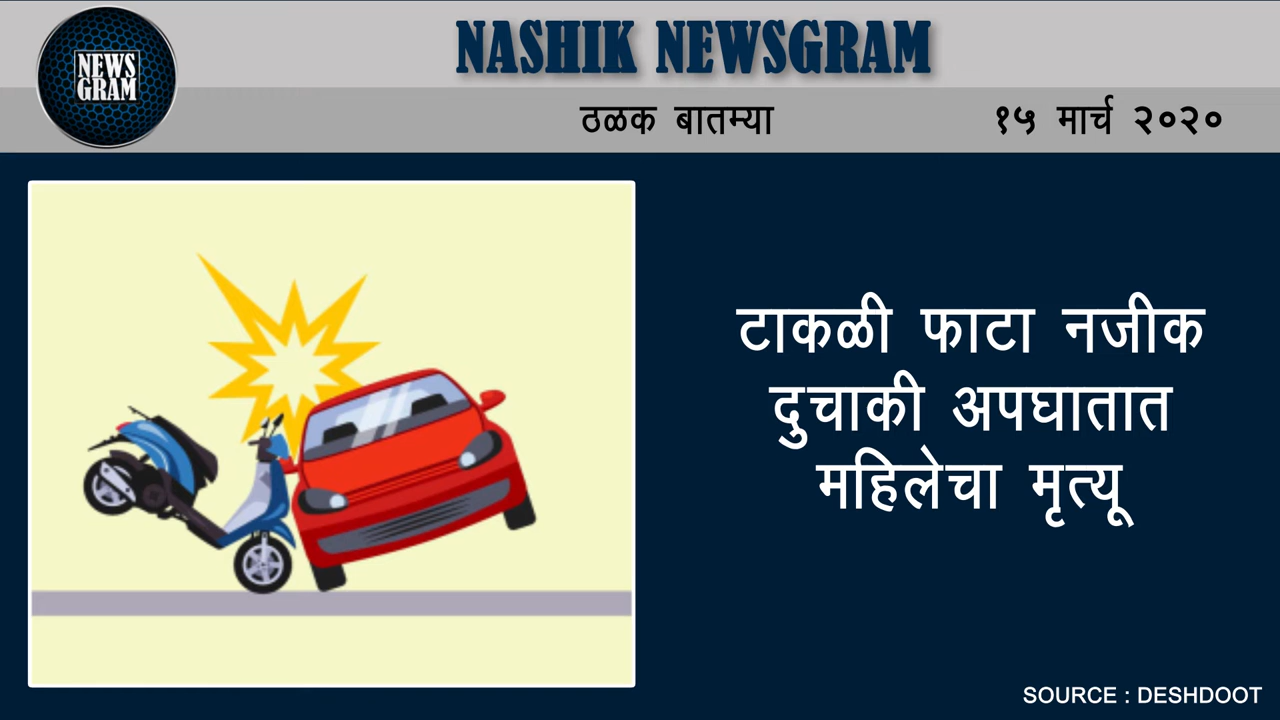 NEWS
GRAM
NASHIK NEWSGRAM
ठळक बातम्या
१५ मार्च २०२०
टाकळी फाटा नजीक
दुचाकी अपघातात
महिलेचा मृत्यू
SOURCE : DESHDOOT